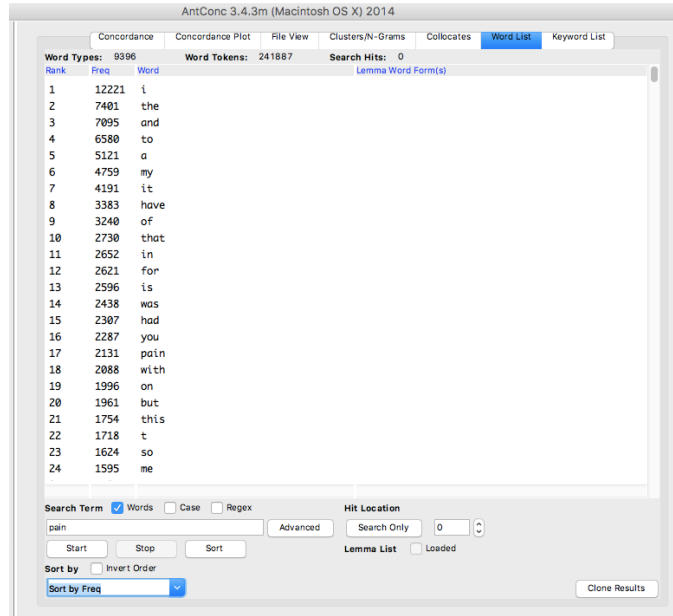 AntConc 3.4.3m (Macintosh OS X) 2014
Concordance Concordance Plot File View Clusters/N-Grams Collocates Word List Keyword List
Word Types: 9396 Word Tokens: 241887 Search Hits: 0
Rank Freq Word Lemma Word Form(s)
1 12221 i
2 7401 the
3 7095 and
4 6580 to
5 5121 a
6 4759 my
7 4191 it
8 3383 have
9 3240 of
10 2730 that
11 2652 in
12 2621 for
13 2596 is
14 2438 was
15 2307 had
16 2287 you
17 2131 pain
18 2088 with
19 1996 on
20 1961 but
21 1754 this
22 1718 t
23 1624 so
24 1595 me
Search Term Words Case Regex Hit Location
pain Advanced Search Only 0
Start Stop Sort Lemma List Loaded
Sort by Invert Order
Sort by Freq Clone Results